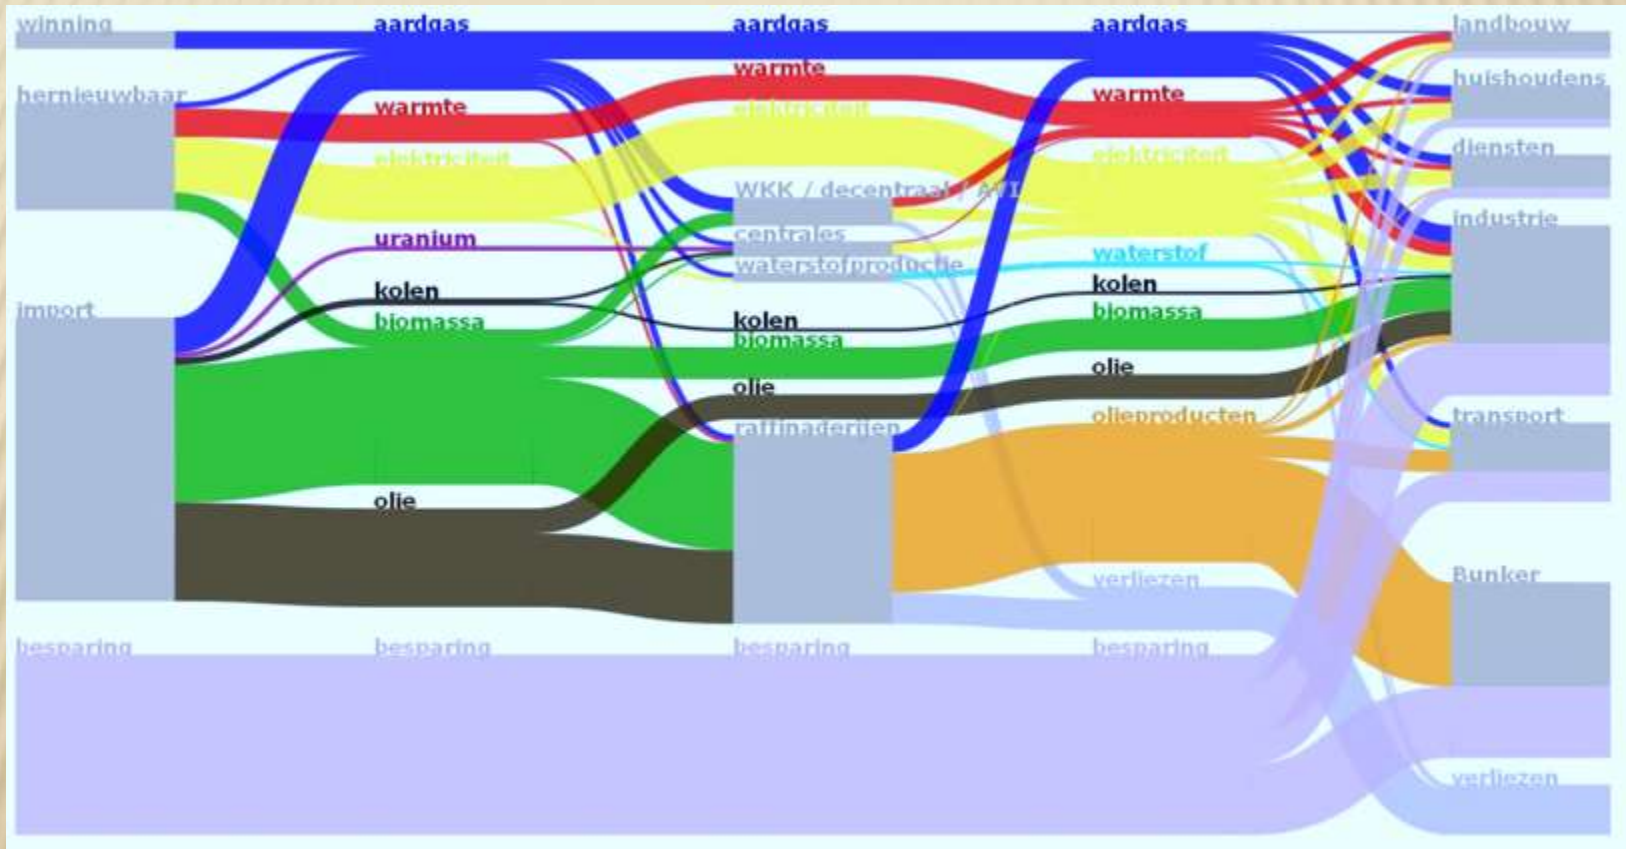 winning
hernieuwbaar
import
besparing
aardgas
warmte
elektriciteit
uranium
kolen
biomassa
olie
besparing
aardgas
warmte
elektriciteit
WKK / decentraal / AVI
centrales
waterstofproductie
kolen
biomassa
olie
raffinaderijen
besparing
aardgas
warmte
elektriciteit
waterstof
kolen
biomassa
olie
olieproducten
verliezen
besparing
landbouw
huishoudens
diensten
industrie
transport
Bunker
verliezen